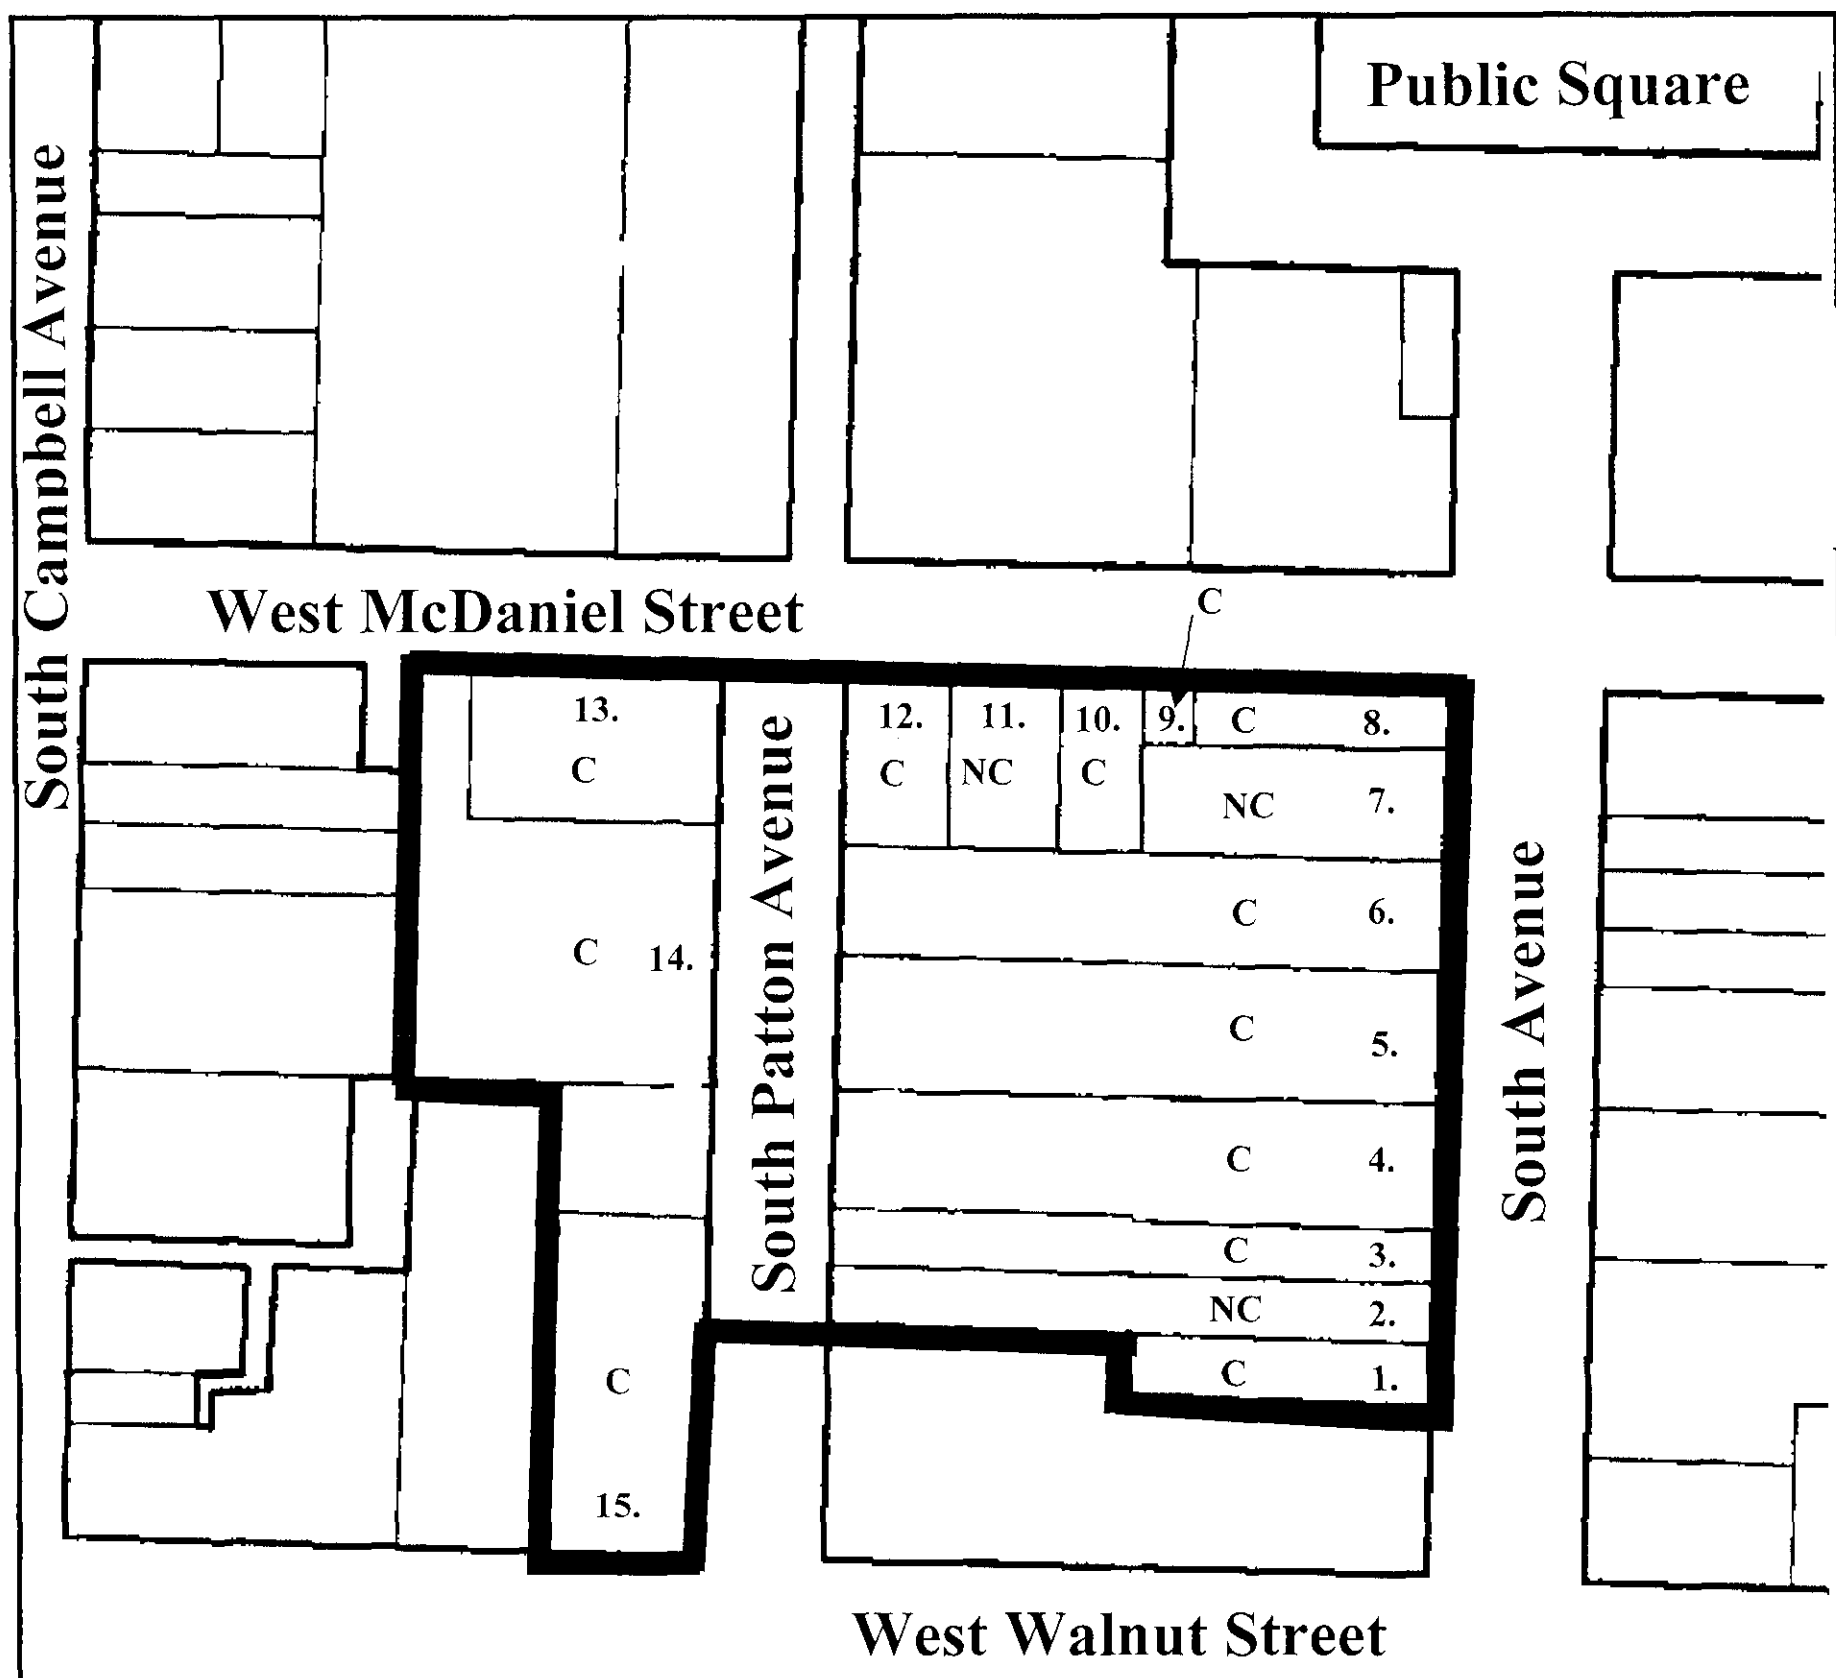 Public Square
South Campbell Avenue
West McDaniel Street
C
13.
C
12.
C
11.
NC
10.
C
9.
C 8.
NC 7.
C 6.
C 14.
C 5.
South Patton Avenue
South Avenue
C 4.
C 3.
NC 2.
C 1.
C
15.
West Walnut Street